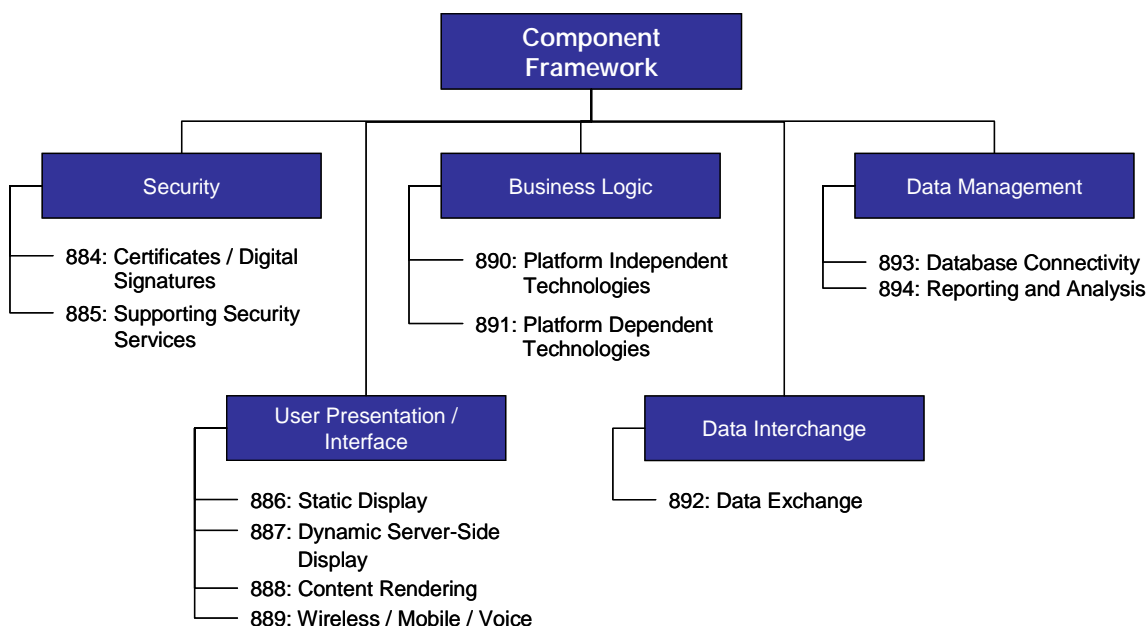 Component
Framework
Security
884: Certificates / Digital
Signatures
885: Supporting Security
Services
Business Logic
890: Platform Independent
Technologies
891: Platform Dependent
Technologies
Data Management
893: Database Connectivity
894: Reporting and Analysis
User Presentation /
Interface
886: Static Display
887: Dynamic Server-Side
Display
888: Content Rendering
889: Wireless / Mobile / Voice
Data Interchange
892: Data Exchange